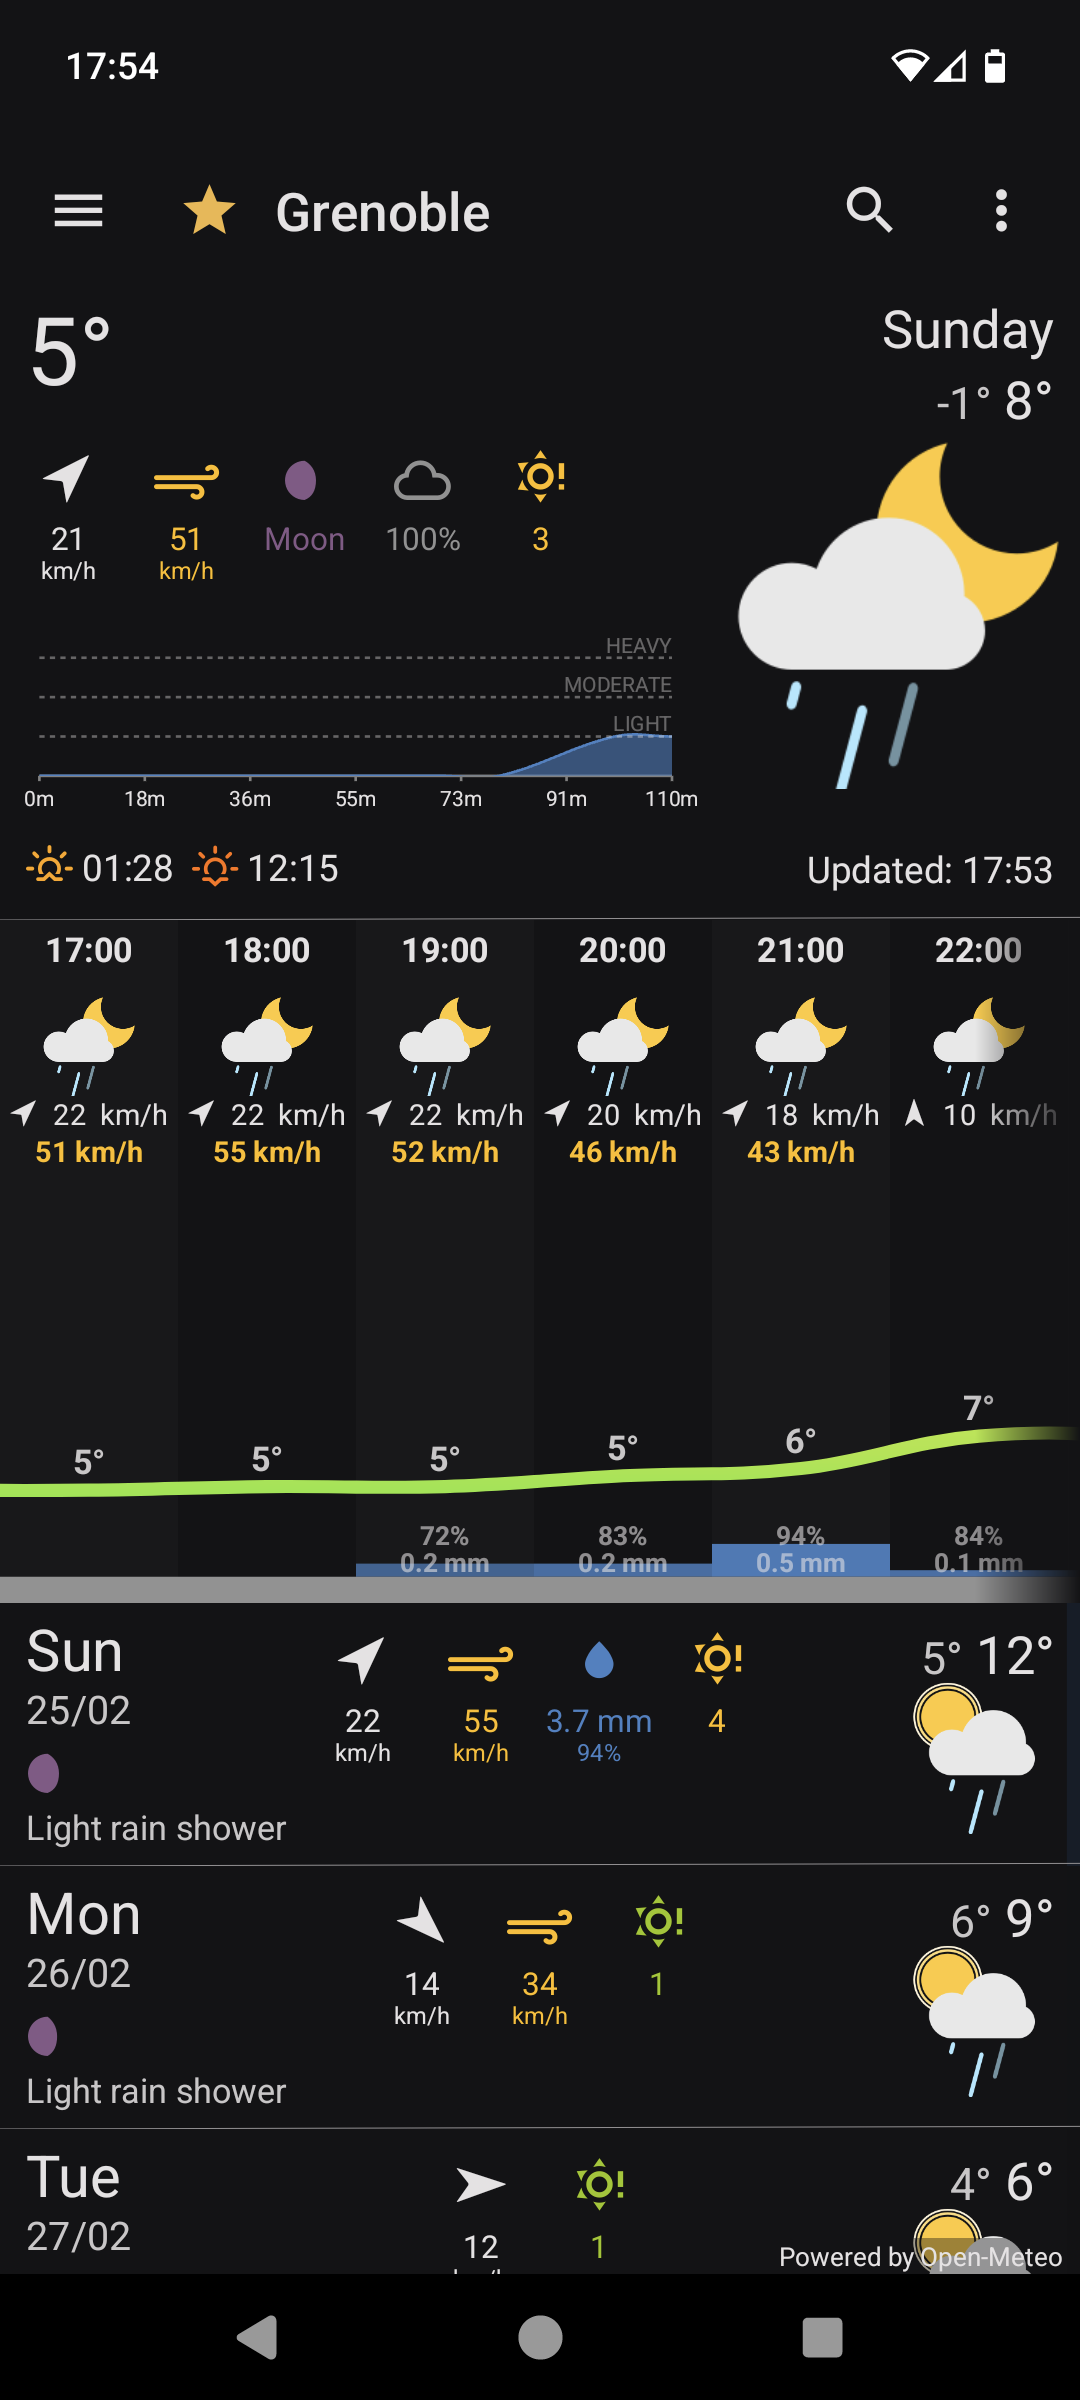 17:54
Grenoble
5°
Sunday
-1° 8°
21 51 Moon 100% 3
km/h km/h
HEAVY
MODERATE
LIGHT
0m 18m 36m 55m 73m 91m 110m
01:28 12:15 Updated: 17:53
17:00 18:00 19:00 20:00 21:00 22:00
22 km/h 22 km/h 22 km/h 20 km/h 18 km/h 10 km/h
51 km/h 55 km/h 52 km/h 46 km/h 43 km/h
5° 5° 5° 5° 6° 7°
72% 83% 94% 84%
0.2 mm 0.2 mm 0.5 mm 0.1 mm
Sun 5° 12°
25/02 22 55 3.7 mm 4
km/h km/h 94%
Light rain shower
Mon 6° 9°
26/02 14 34 1
km/h km/h
Light rain shower
Tue 4° 6°
27/02 12 1
Powered by Open-Meteo